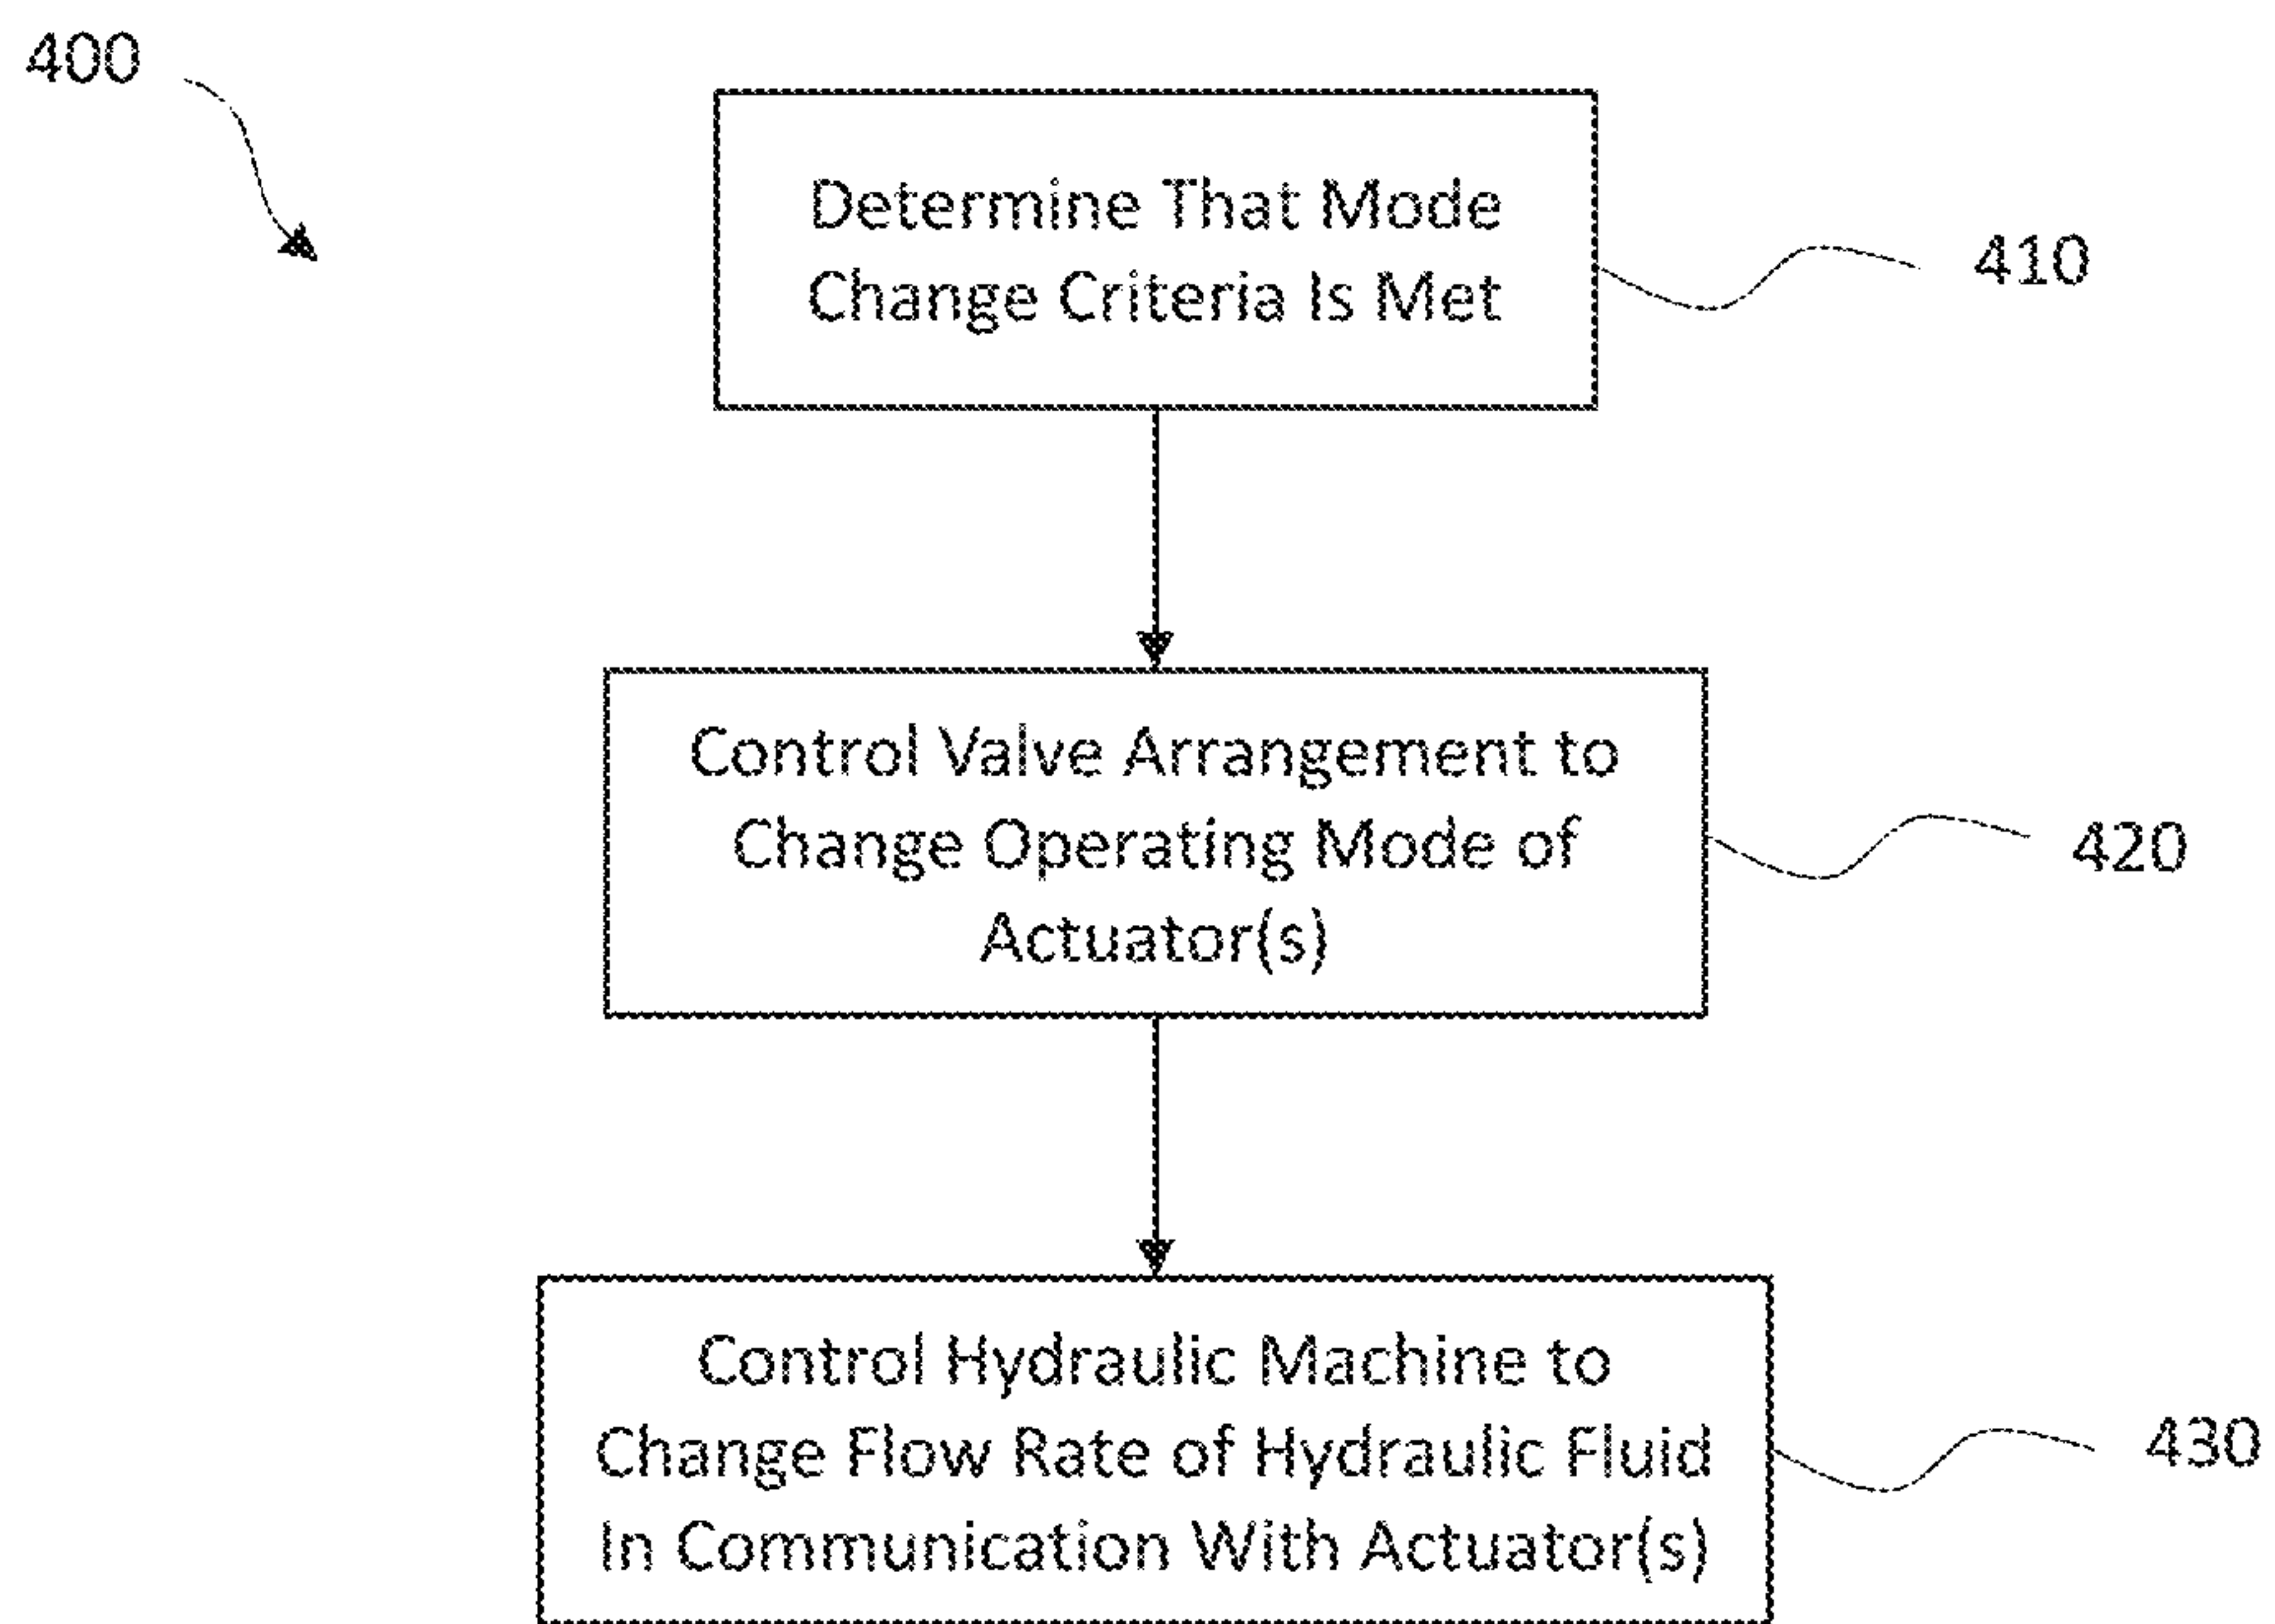 400
Determine That Mode
Change Criteria Is Met
410
Control Valve Arrangement to
Change Operating Mode of
Actuator(s)
420
Control Hydraulic Machine to
Change Flow Rate of Hydraulic Fluid
In Communication With Actuator(s)
430